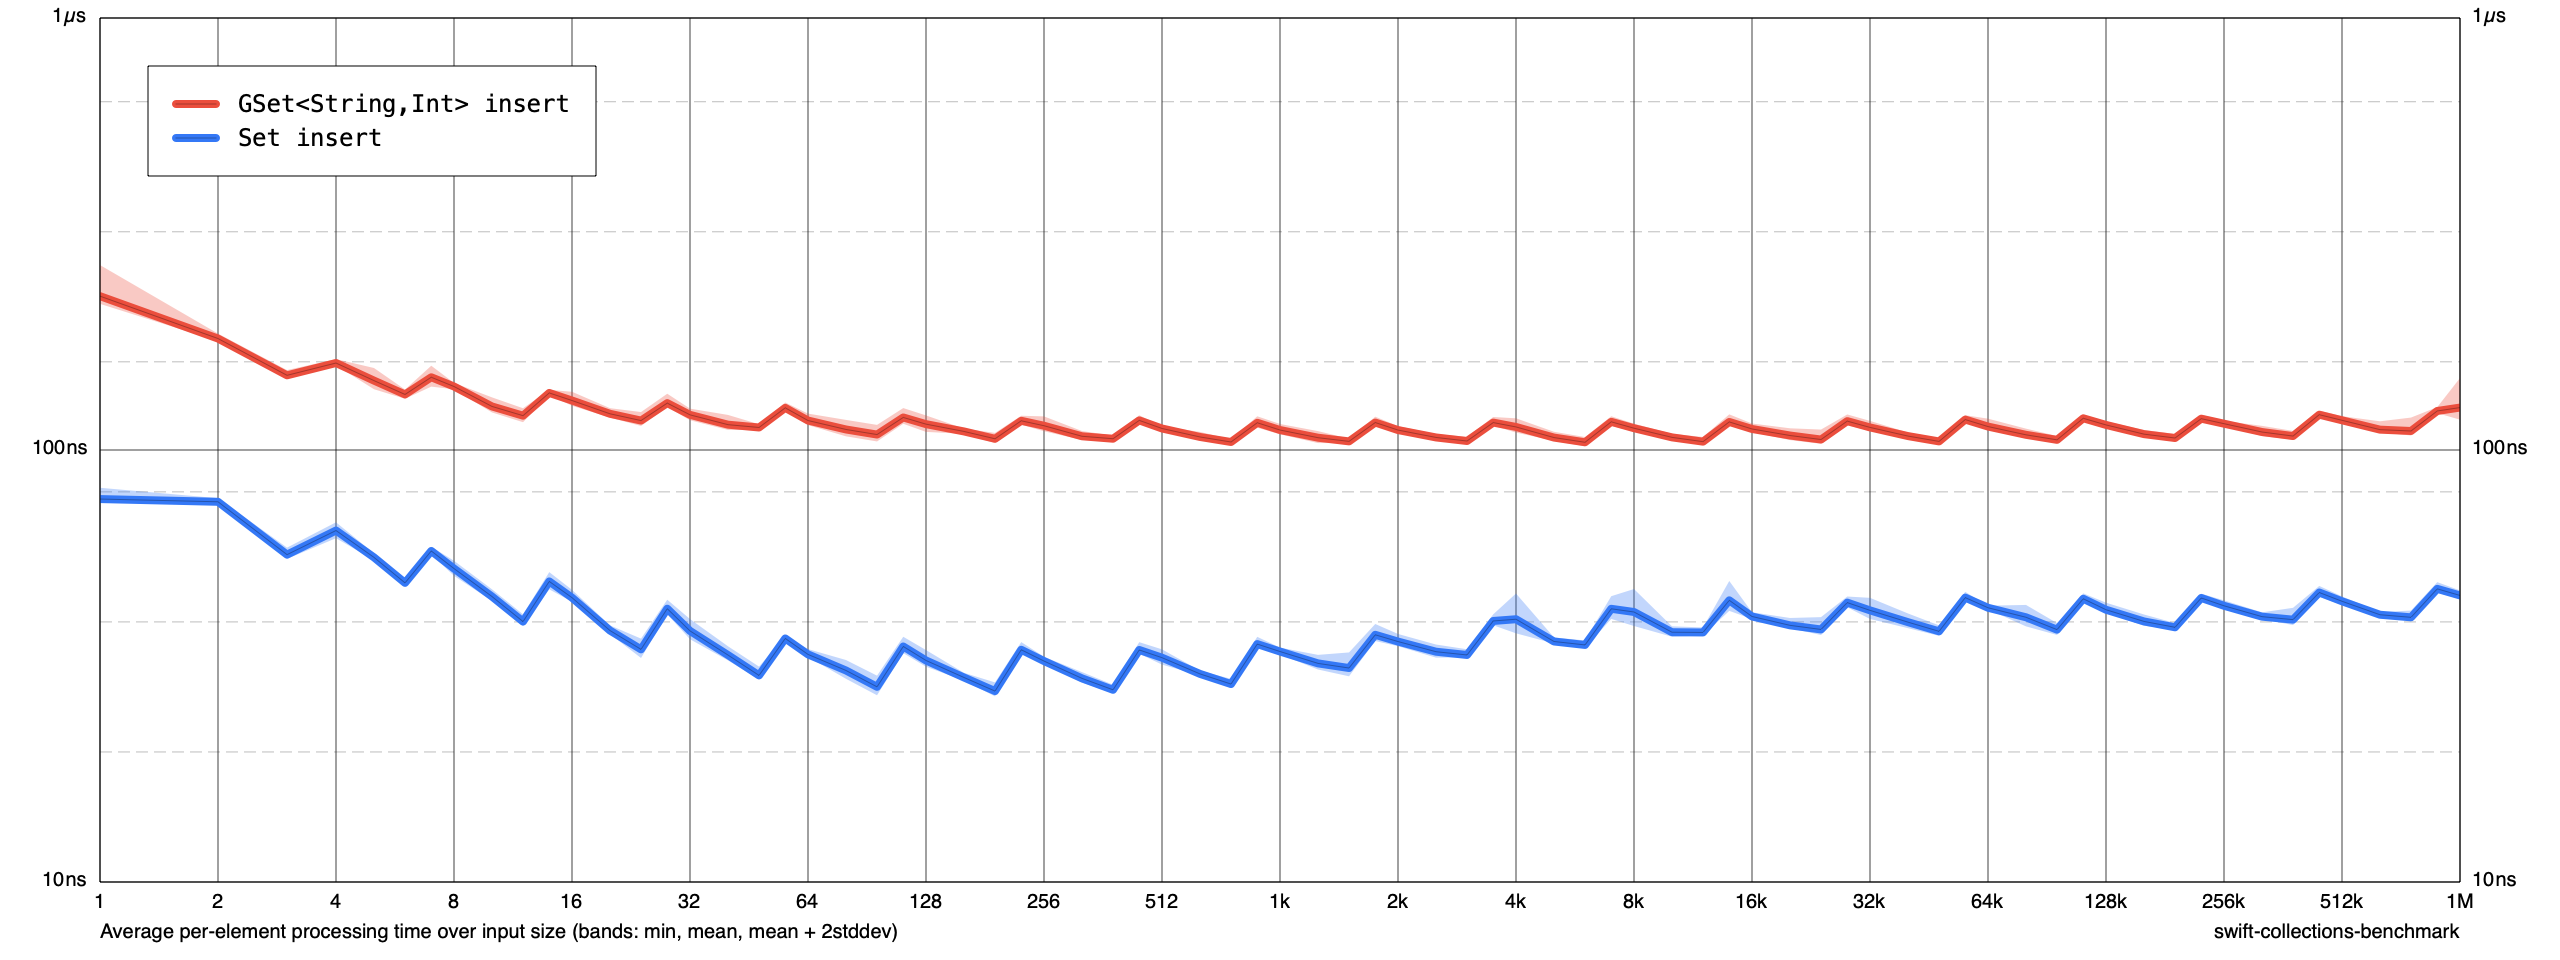 1µs
1µs
GSet<String,Int> insert
Set insert
100ns
100ns
10ns
10ns
1 2 4 8 16 32 64 128 256 512 1k 2k 4k 8k 16k 32k 64k 128k 256k 512k 1M
Average per-element processing time over input size (bands: min, mean, mean + 2stddev)
swift-collections-benchmark